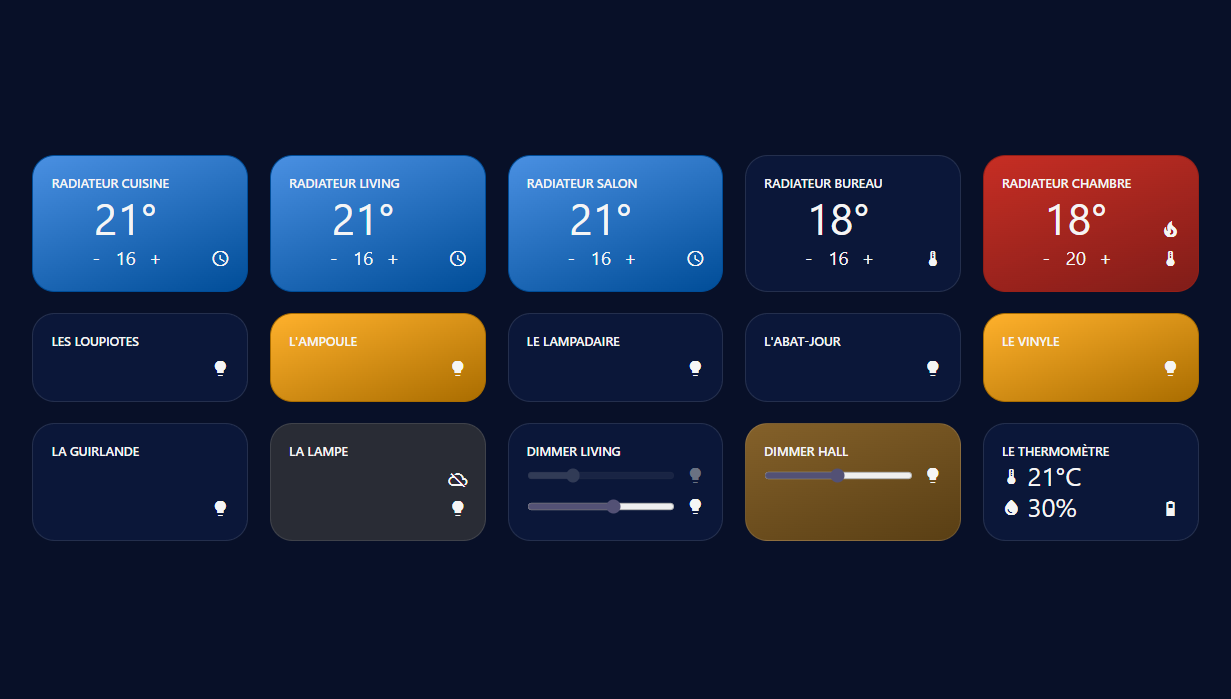 RADIATEUR CUISINE
21°
- 16 +
RADIATEUR LIVING
21°
- 16 +
RADIATEUR SALON
21°
- 16 +
RADIATEUR BUREAU
18°
- 16 +
RADIATEUR CHAMBRE
18°
- 20 +
LES LOUPIOTES
L'AMPOULE
LE LAMPADAIRE
L'ABAT-JOUR
LE VINYLE
LA GUIRLANDE
LA LAMPE
DIMMER LIVING
DIMMER HALL
LE THERMOMÈTRE
21°C
30%